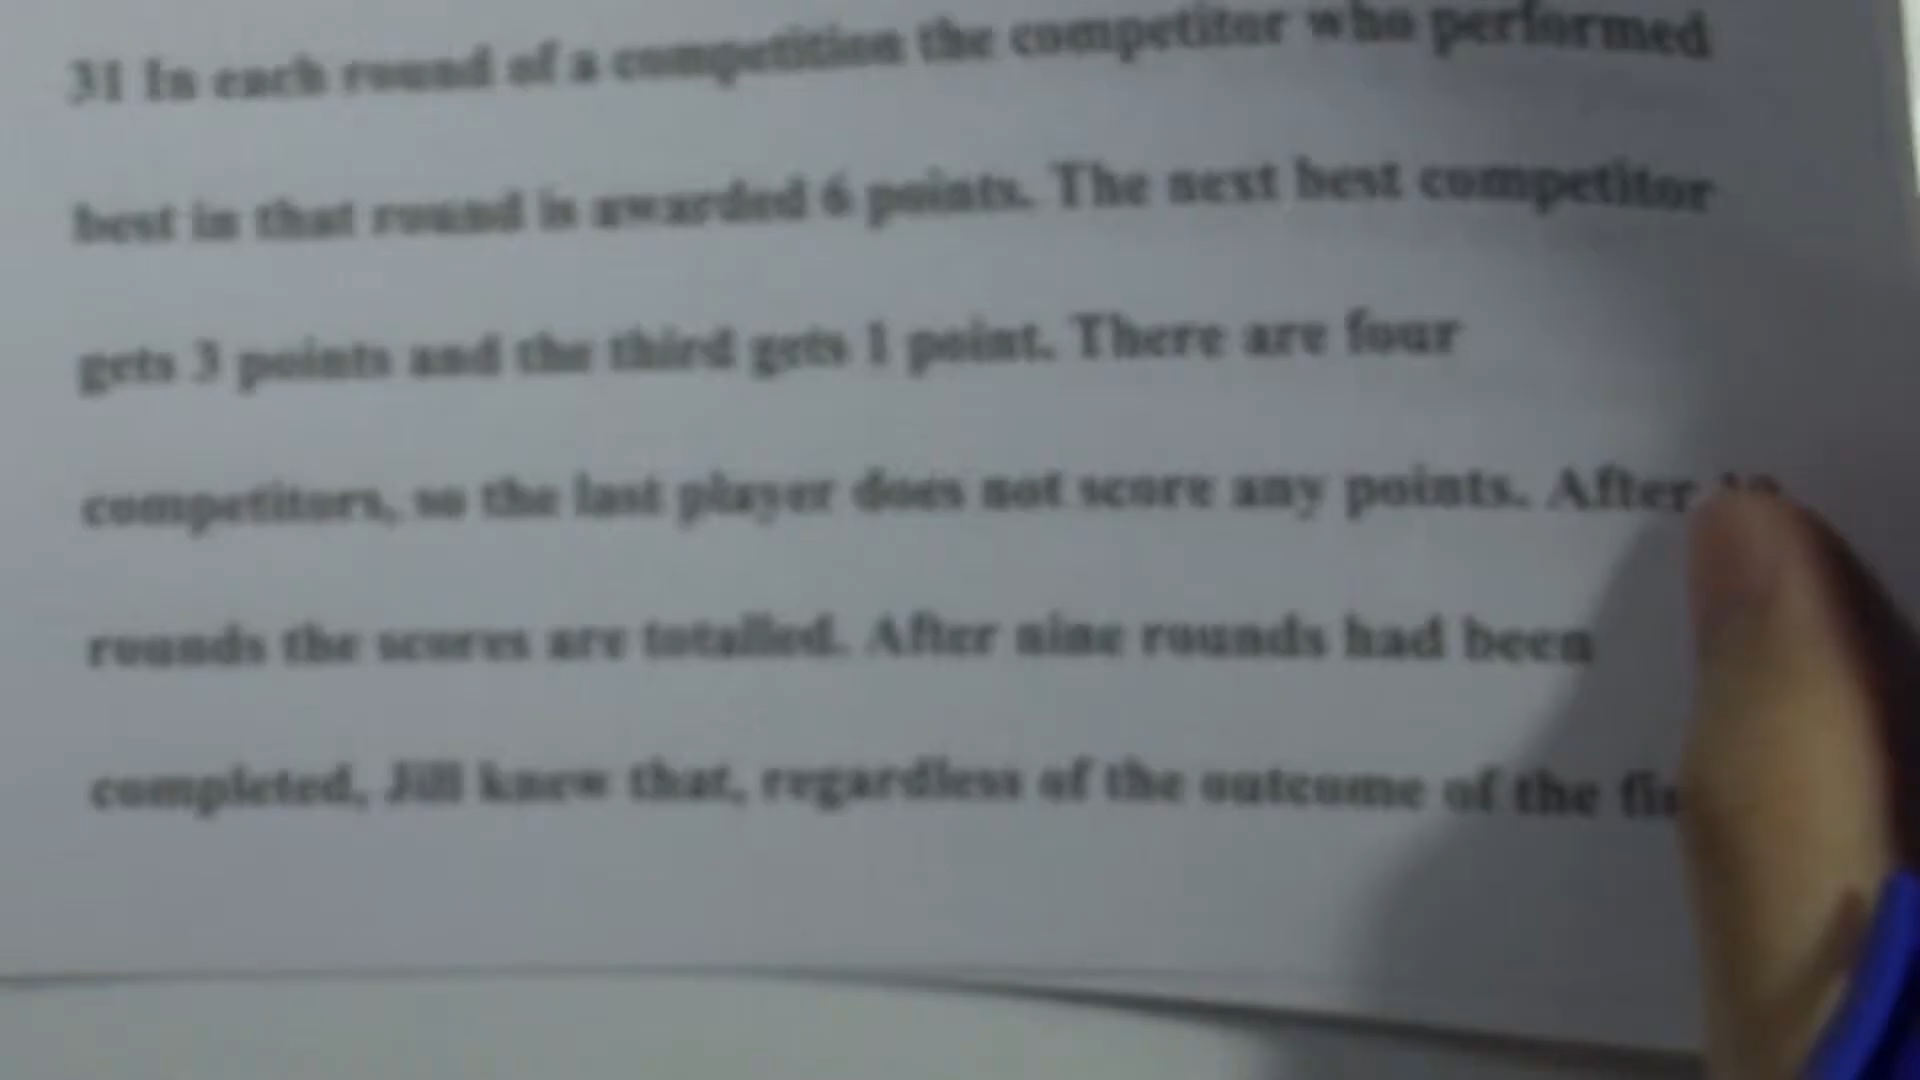 31 In each round of a competition the competitor who performed
best in that round is awarded 6 points. The next best competitor
gets 3 points and the third gets 1 point. There are four
competitors, so the last player does not score any points. After
rounds the scores are totalled. After nine rounds had been
completed, Jill knew that, regardless of the outcome of the